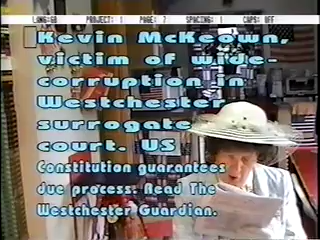 LANG:GB PROJECT: 1 PAGE: 7 SPACING: 1 CAPS: OFF
Kevin McKeown,
victim of wide-
corruption in
Westchester
surrogate
court. US
Constitution guarantees
due process. Read The
Westchester Guardian.